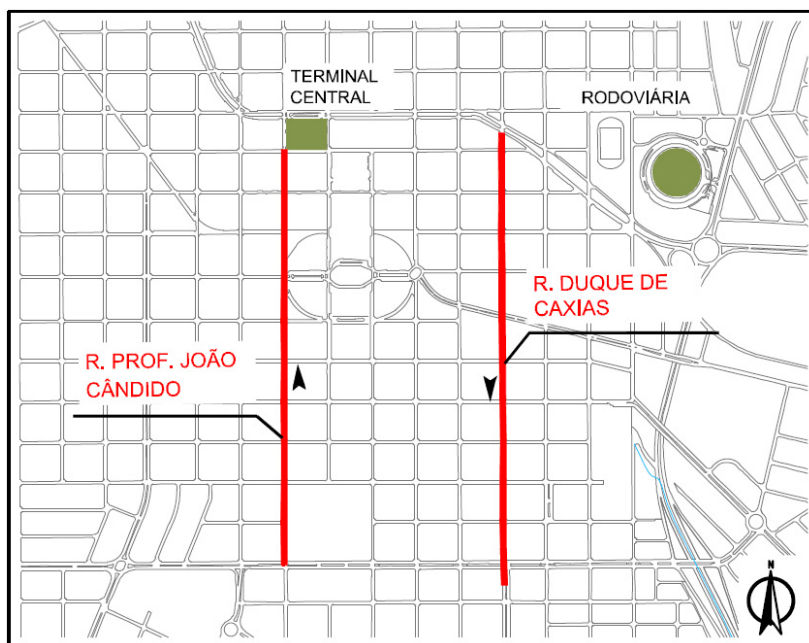 TERMINAL
CENTRAL
RODOVIÁRIA
R. DUQUE DE
CAXIAS
R. PROF. JOÃO
CÂNDIDO
N